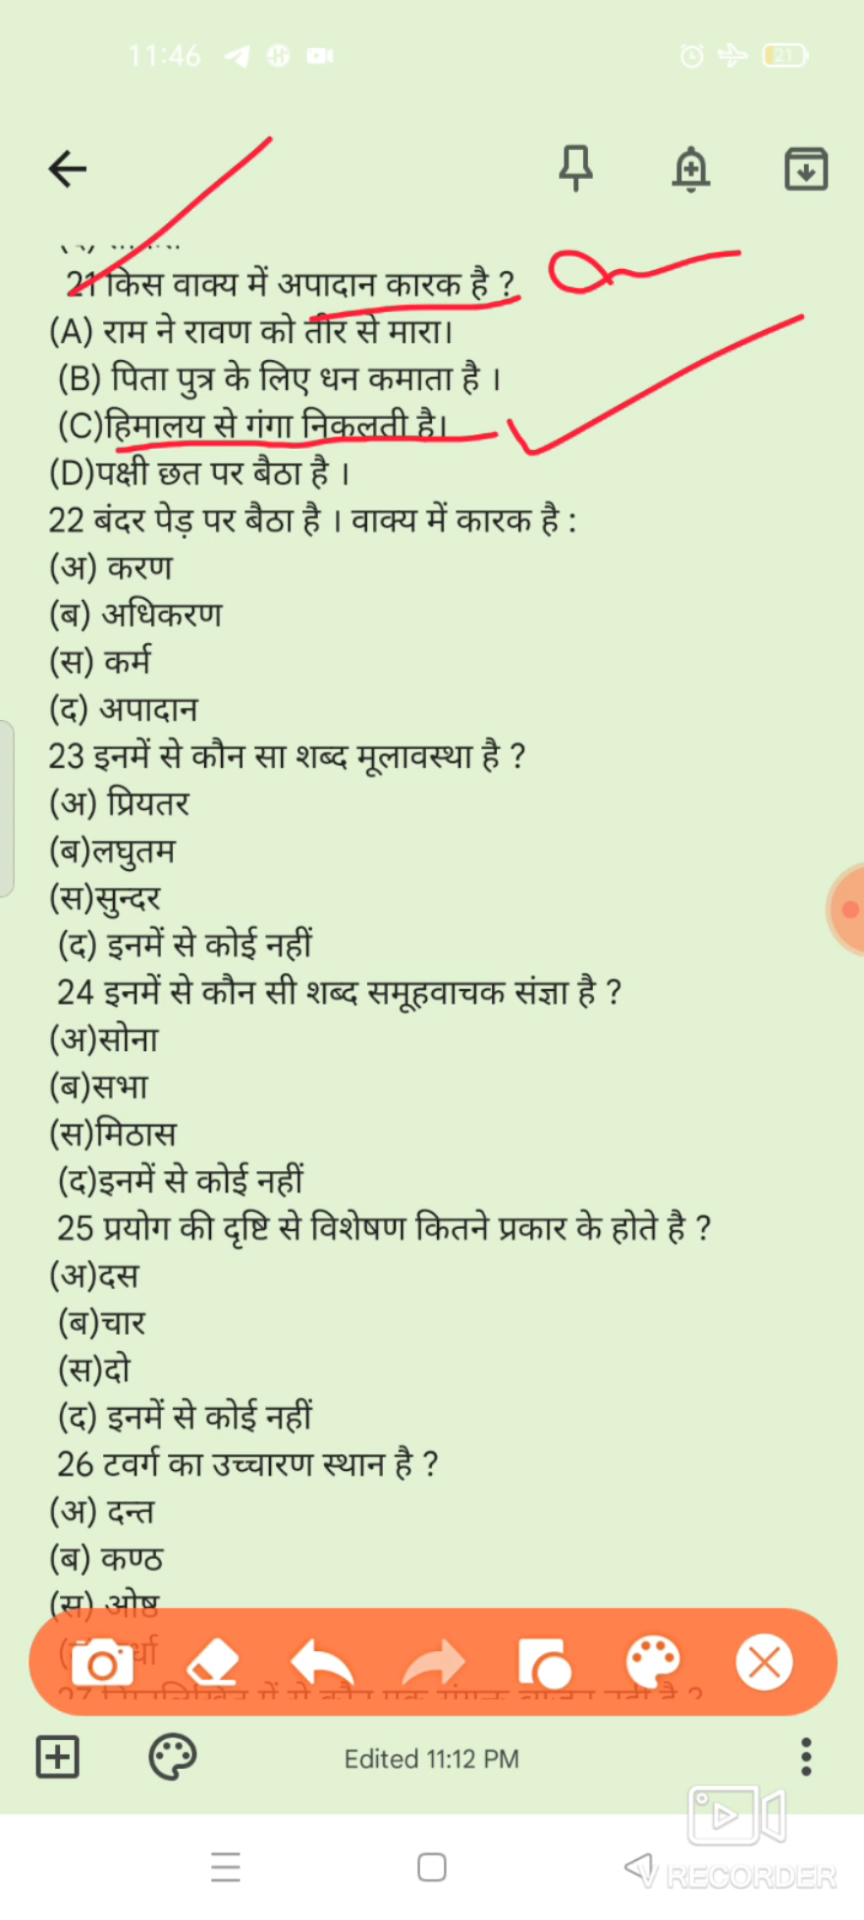 11:46
21
21 किस वाक्य में अपादान कारक है ?
(A) राम ने रावण को तीर से मारा।
(B) पिता पुत्र के लिए धन कमाता है ।
(C)हिमालय से गंगा निकलती है।
(D)पक्षी छत पर बैठा है ।
22 बंदर पेड़ पर बैठा है । वाक्य में कारक है :
(अ) करण
(ब) अधिकरण
(स) कर्म
(द) अपादान
23 इनमें से कौन सा शब्द मूलावस्था है ?
(अ) प्रियतर
(ब)लघुतम
(स)सुन्दर
(द) इनमें से कोई नहीं
24 इनमें से कौन सी शब्द समूहवाचक संज्ञा है ?
(अ)सोना
(ब)सभा
(स)मिठास
(द)इनमें से कोई नहीं
25 प्रयोग की दृष्टि से विशेषण कितने प्रकार के होते है ?
(अ)दस
(ब)चार
(स)दो
(द) इनमें से कोई नहीं
26 टवर्ग का उच्चारण स्थान है ?
(अ) दन्त
(ब) कण्ठ
(स) ओष्ठ
Edited 11:12 PM
V RECORDER